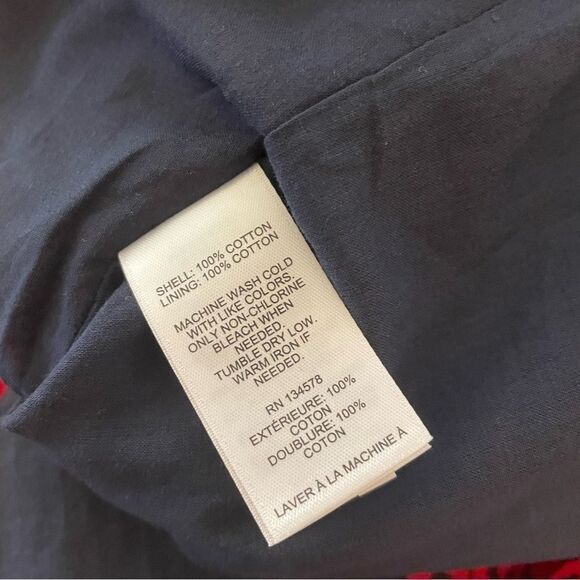 SHELL: 100% COTTON
LINING: 100% COTTON
MACHINE WASH COLD
WITH LIKE COLORS.
ONLY NON-CHLORINE
BLEACH WHEN
NEEDED.
TUMBLE DRY LOW.
WARM IRON IF
NEEDED.
RN 134578
EXTÉRIEURE: 100%
COTON
DOUBLURE: 100%
COTON
LAVER À LA MACHINE À